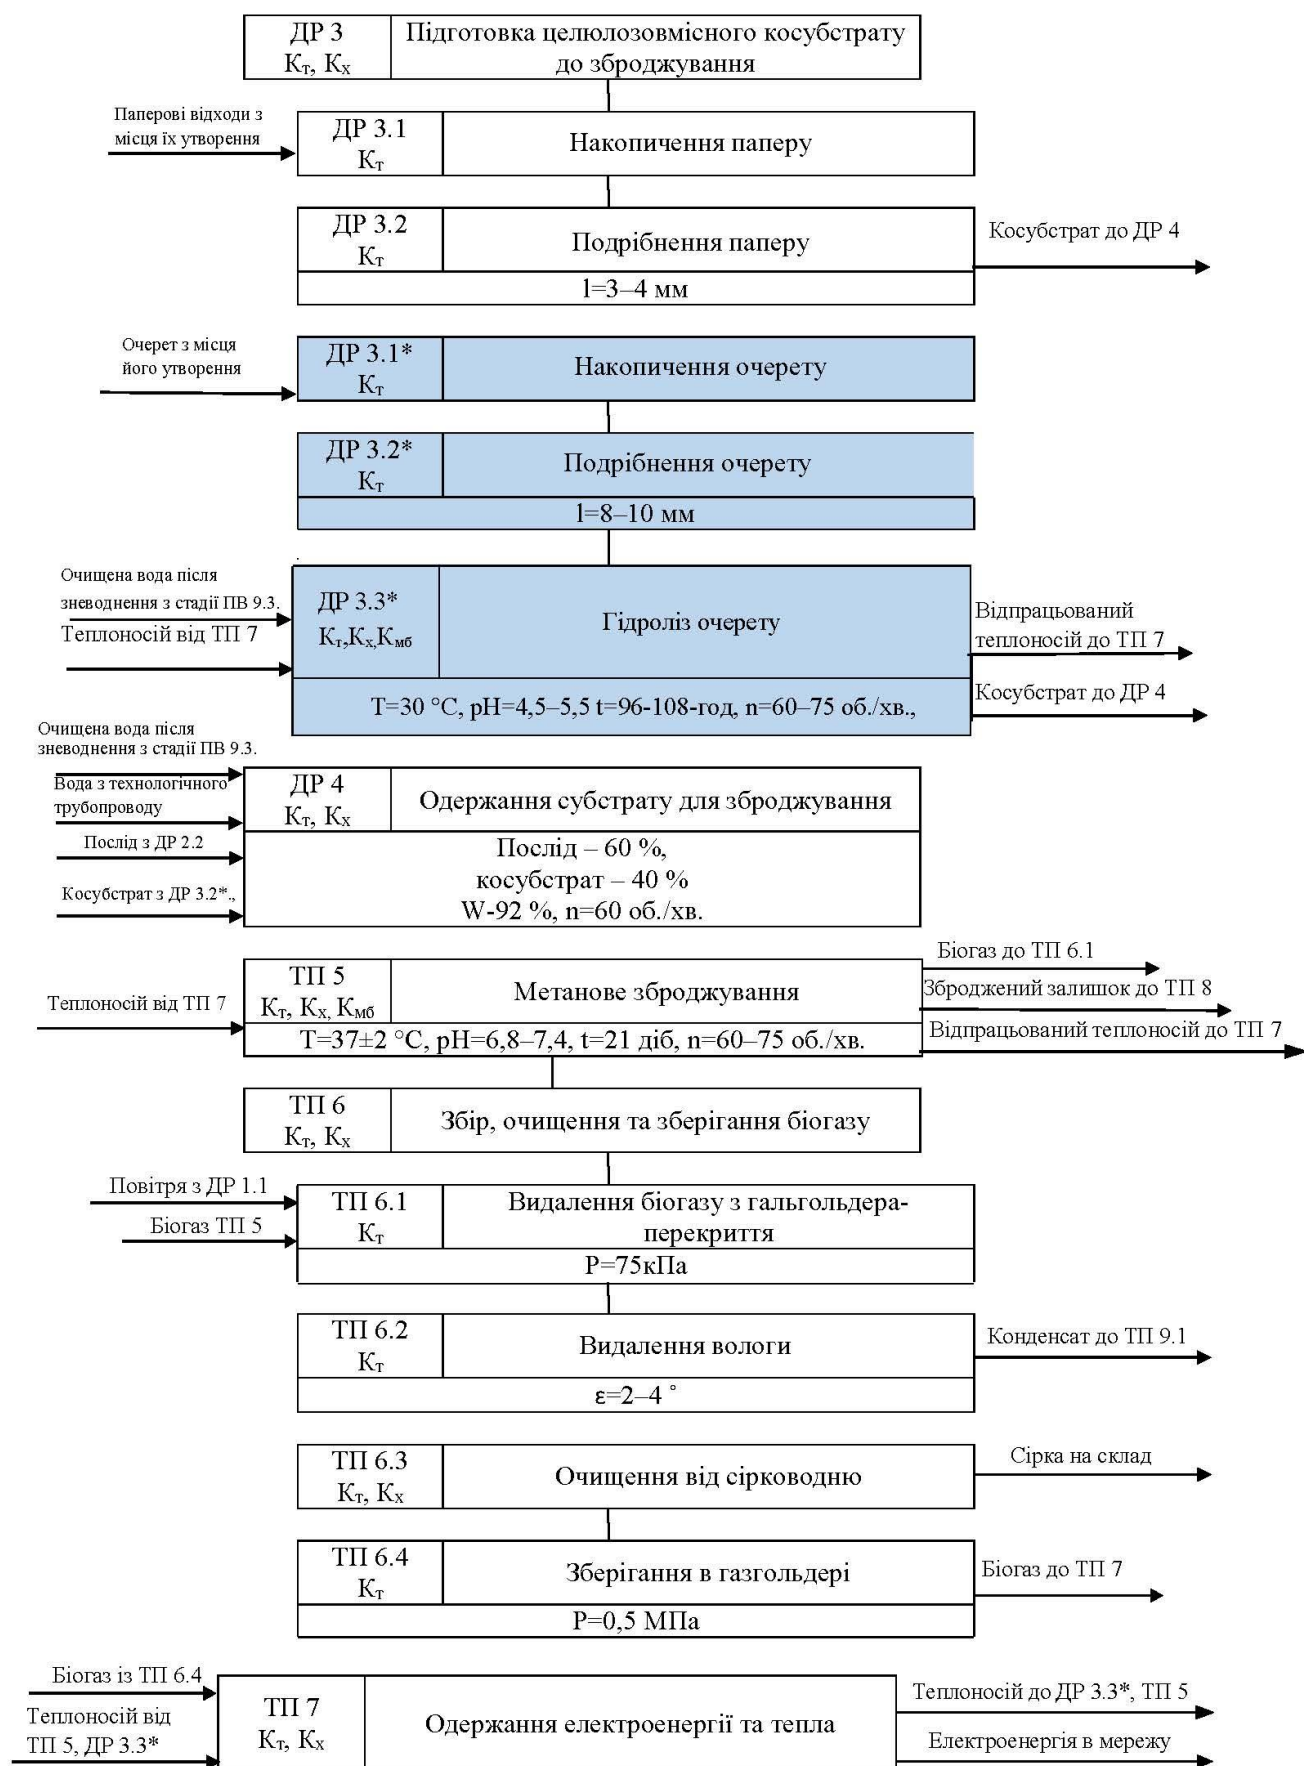 ДР 3
Кт, Кх
Підготовка целюлозовмісного косубстрату
до зброджування
Паперові відходи з
місця їх утворення
ДР 3.1
Кт
Накопичення паперу
ДР 3.2
Кт
Подрібнення паперу
l=3–4 мм
Косубстрат до ДР 4
Очерет з місця
його утворення
ДР 3.1*
Кт
Накопичення очерету
ДР 3.2*
Кт
Подрібнення очерету
l=8–10 мм
Очищена вода після
зневоднення з стадії ПВ 9.3.
Теплоносій від ТП 7
ДР 3.3*
Кт,Кх,Кмб
Гідроліз очерету
T=30 °C, pH=4,5–5,5 t=96-108-год, n=60–75 об./хв.,
Відпрацьований
теплоносій до ТП 7
Косубстрат до ДР 4
Очищена вода після
зневоднення з стадії ПВ 9.3.
Вода з технологічного
трубопроводу
Послід з ДР 2.2
Косубстрат з ДР 3.2*.,
ДР 4
Кт, Кх
Одержання субстрату для зброджування
Послід – 60 %,
косубстрат – 40 %
W-92 %, n=60 об./хв.
Теплоносій від ТП 7
ТП 5
Кт, Кх, Кмб
Метанове зброджування
T=37±2 °C, pH=6,8–7,4, t=21 діб, n=60–75 об./хв.
Біогаз до ТП 6.1
Зброджений залишок до ТП 8
Відпрацьований теплоносій до ТП 7
ТП 6
Кт, Кх
Збір, очищення та зберігання біогазу
Повітря з ДР 1.1
Біогаз ТП 5
ТП 6.1
Кт
Видалення біогазу з гальгольдера-
перекриття
P=75кПа
ТП 6.2
Кт
Видалення вологи
ε=2–4 °
Конденсат до ТП 9.1
ТП 6.3
Кт, Кх
Очищення від сірководню
Сірка на склад
ТП 6.4
Кт
Зберігання в газгольдері
P=0,5 МПа
Біогаз до ТП 7
Біогаз із ТП 6.4
Теплоносій від
ТП 5, ДР 3.3*
ТП 7
Кт, Кх
Одержання електроенергії та тепла
Теплоносій до ДР 3.3*, ТП 5
Електроенергія в мережу